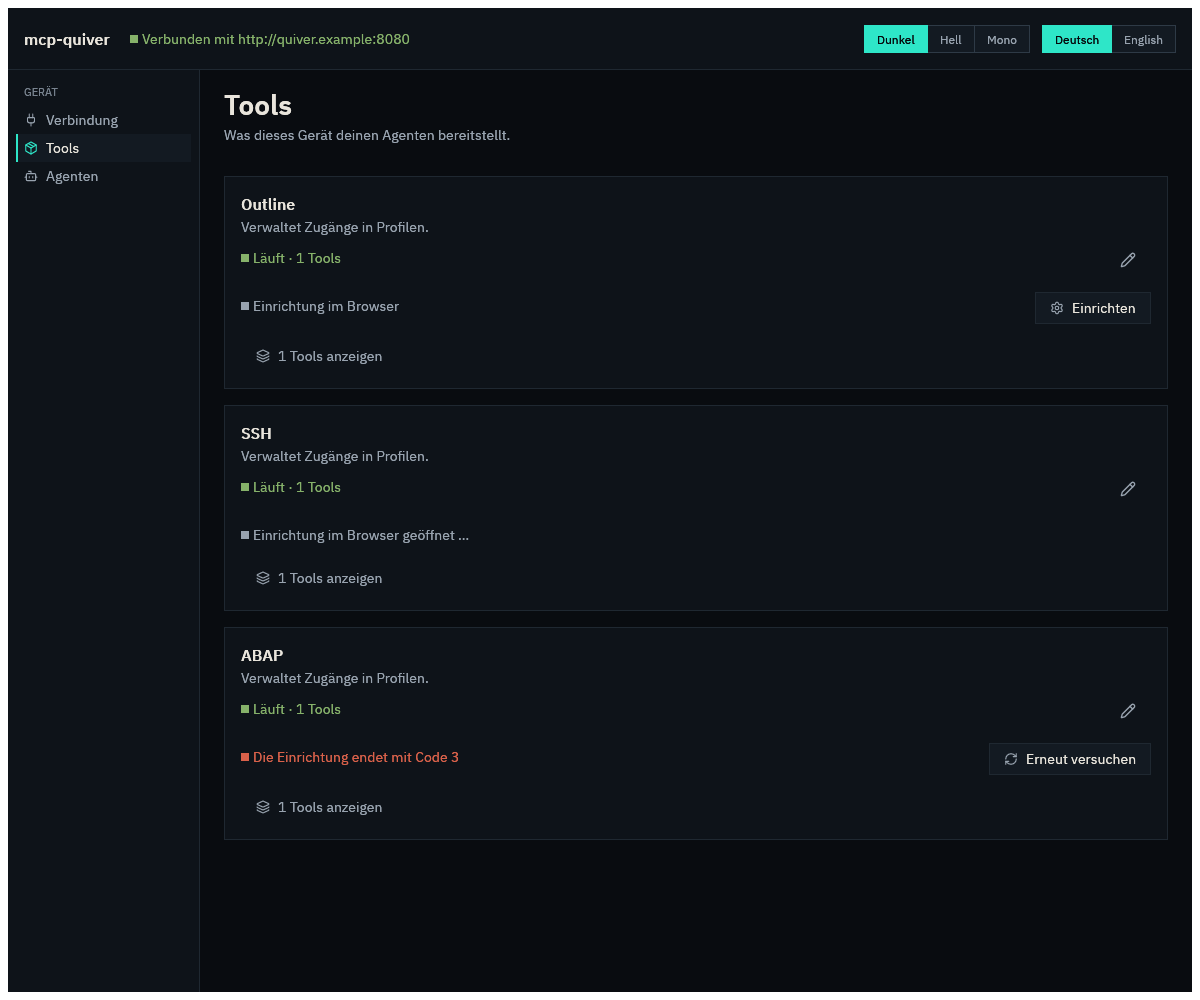 mcp-quiver
Verbunden mit http://quiver.example:8080
Dunkel Hell Mono
Deutsch English
GERÄT
Verbindung
Tools
Agenten
Tools
Was dieses Gerät deinen Agenten bereitstellt.
Outline
Verwaltet Zugänge in Profilen.
Läuft · 1 Tools
Einrichtung im Browser
Einrichten
1 Tools anzeigen
SSH
Verwaltet Zugänge in Profilen.
Läuft · 1 Tools
Einrichtung im Browser geöffnet …
1 Tools anzeigen
ABAP
Verwaltet Zugänge in Profilen.
Läuft · 1 Tools
Die Einrichtung endet mit Code 3
Erneut versuchen
1 Tools anzeigen